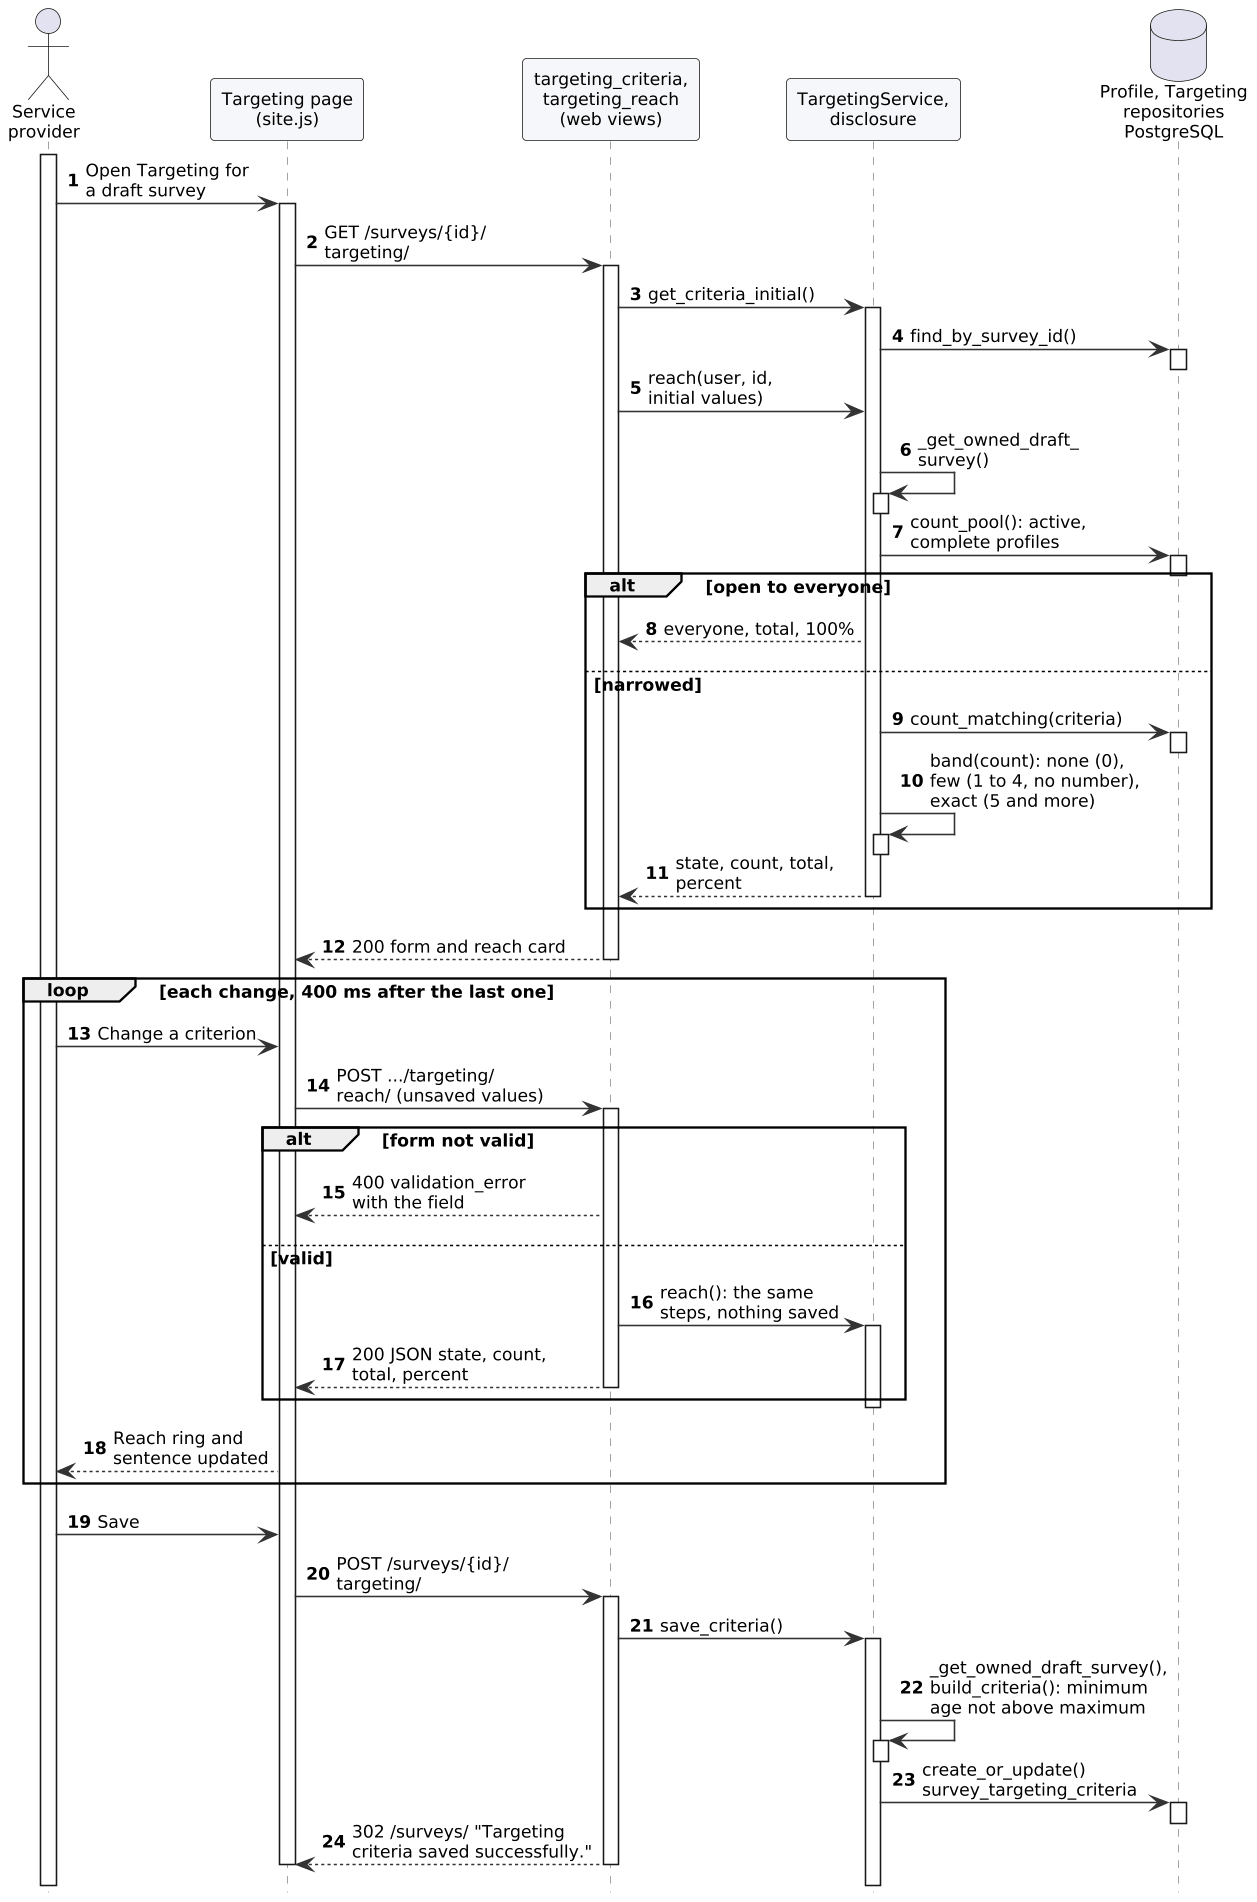 Service
provider
Targeting page
(site.js)
targeting_criteria,
targeting_reach
(web views)
TargetingService,
disclosure
Profile, Targeting
repositories
PostgreSQL
1 Open Targeting for
a draft survey
2 GET /surveys/{id}/
targeting/
3 get_criteria_initial()
4 find_by_survey_id()
5 reach(user, id,
initial values)
6 _get_owned_draft_
survey()
7 count_pool(): active,
complete profiles
alt [open to everyone]
8 everyone, total, 100%
[narrowed]
9 count_matching(criteria)
10 band(count): none (0),
few (1 to 4, no number),
exact (5 and more)
11 state, count, total,
percent
12 200 form and reach card
loop [each change, 400 ms after the last one]
13 Change a criterion
14 POST .../targeting/
reach/ (unsaved values)
alt [form not valid]
15 400 validation_error
with the field
[valid]
16 reach(): the same
steps, nothing saved
17 200 JSON state, count,
total, percent
18 Reach ring and
sentence updated
19 Save
20 POST /surveys/{id}/
targeting/
21 save_criteria()
22 _get_owned_draft_survey(),
build_criteria(): minimum
age not above maximum
23 create_or_update()
survey_targeting_criteria
24 302 /surveys/ "Targeting
criteria saved successfully."